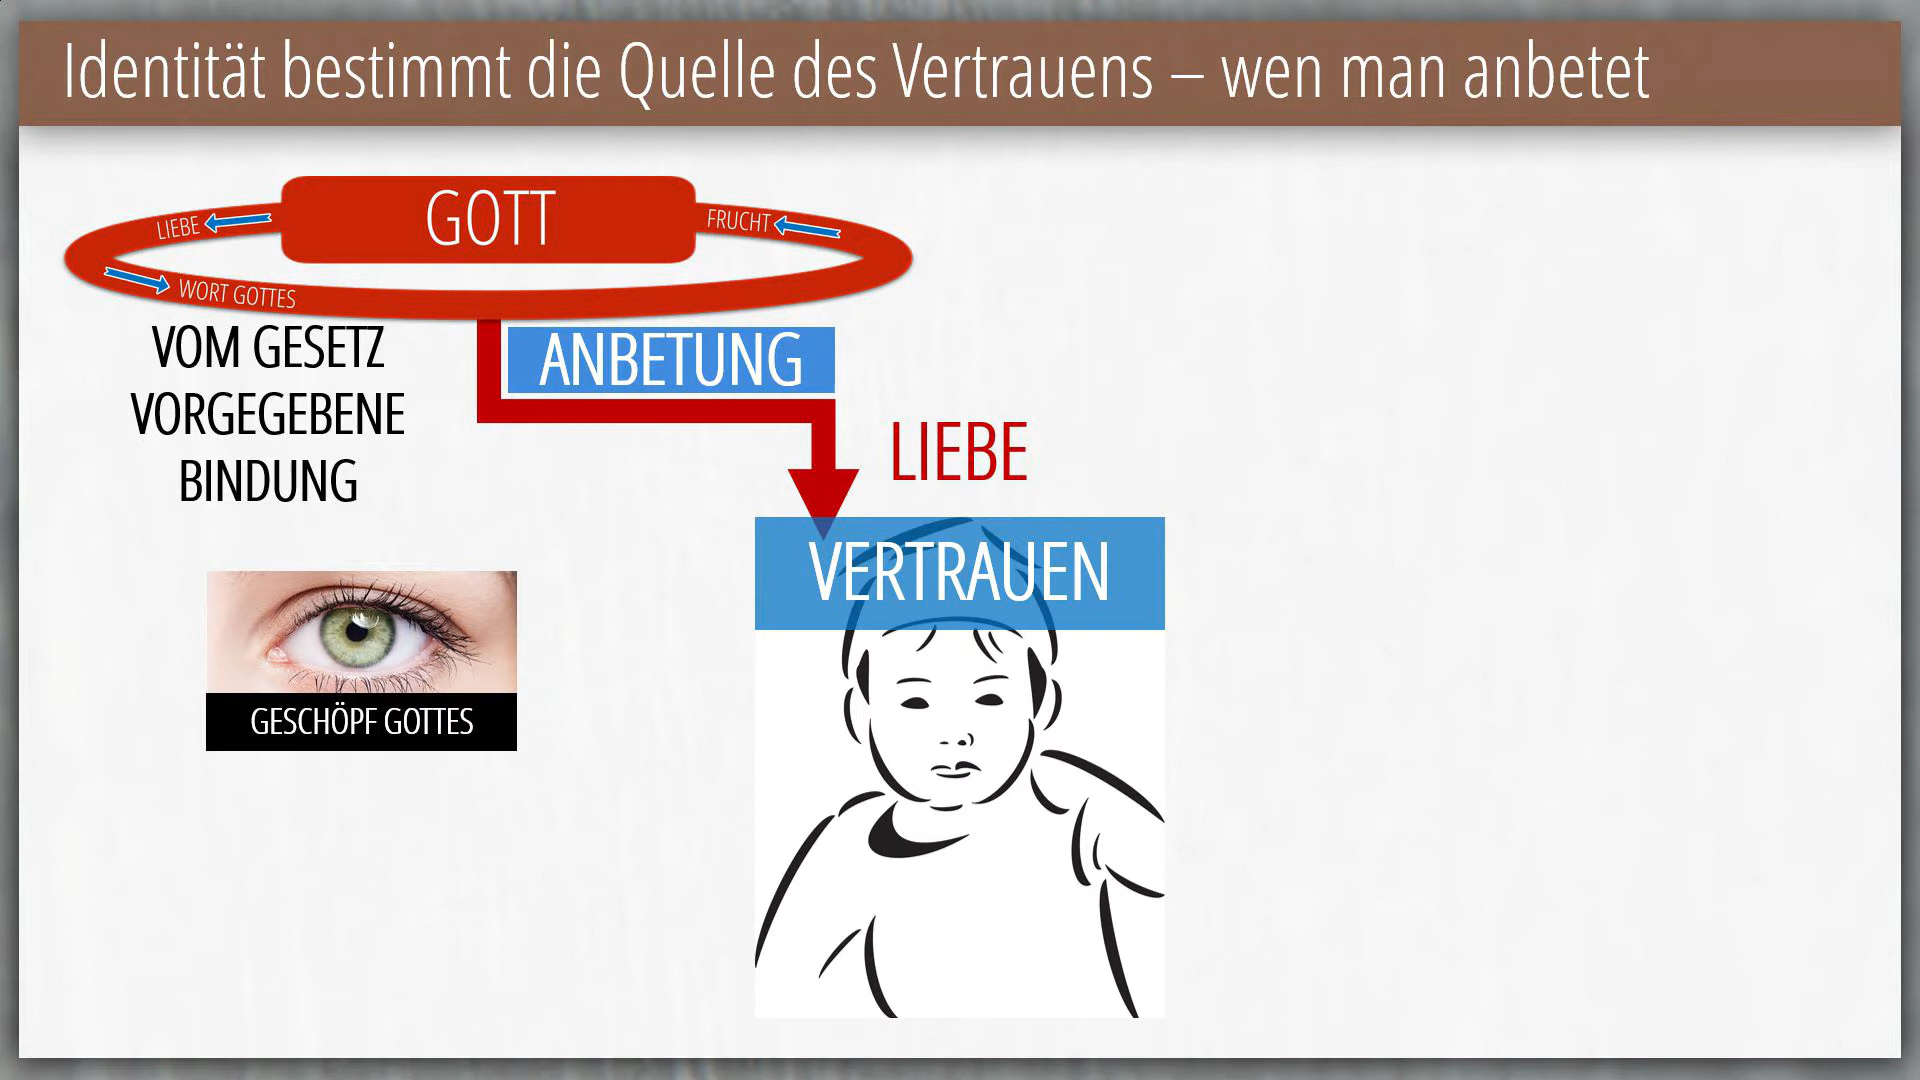 Identität bestimmt die Quelle des Vertrauens – wen man anbetet
GOTT
LIEBE
FRUCHT
WORT GOTTES
VOM GESETZ
VORGEGEBENE
BINDUNG
ANBETUNG
LIEBE
VERTRAUEN
GESCHÖPF GOTTES